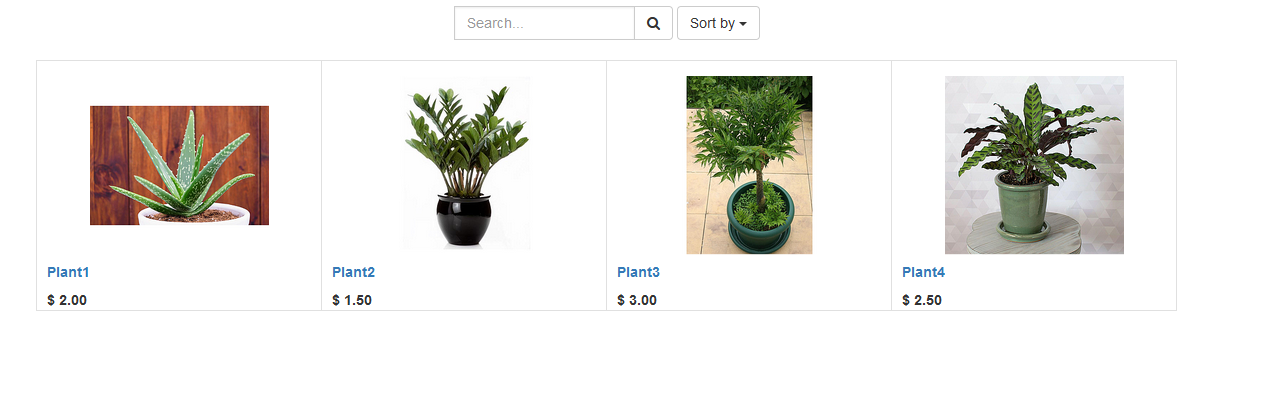 Search...
Sort by
Plant1
$ 2.00
Plant2
$ 1.50
Plant3
$ 3.00
Plant4
$ 2.50